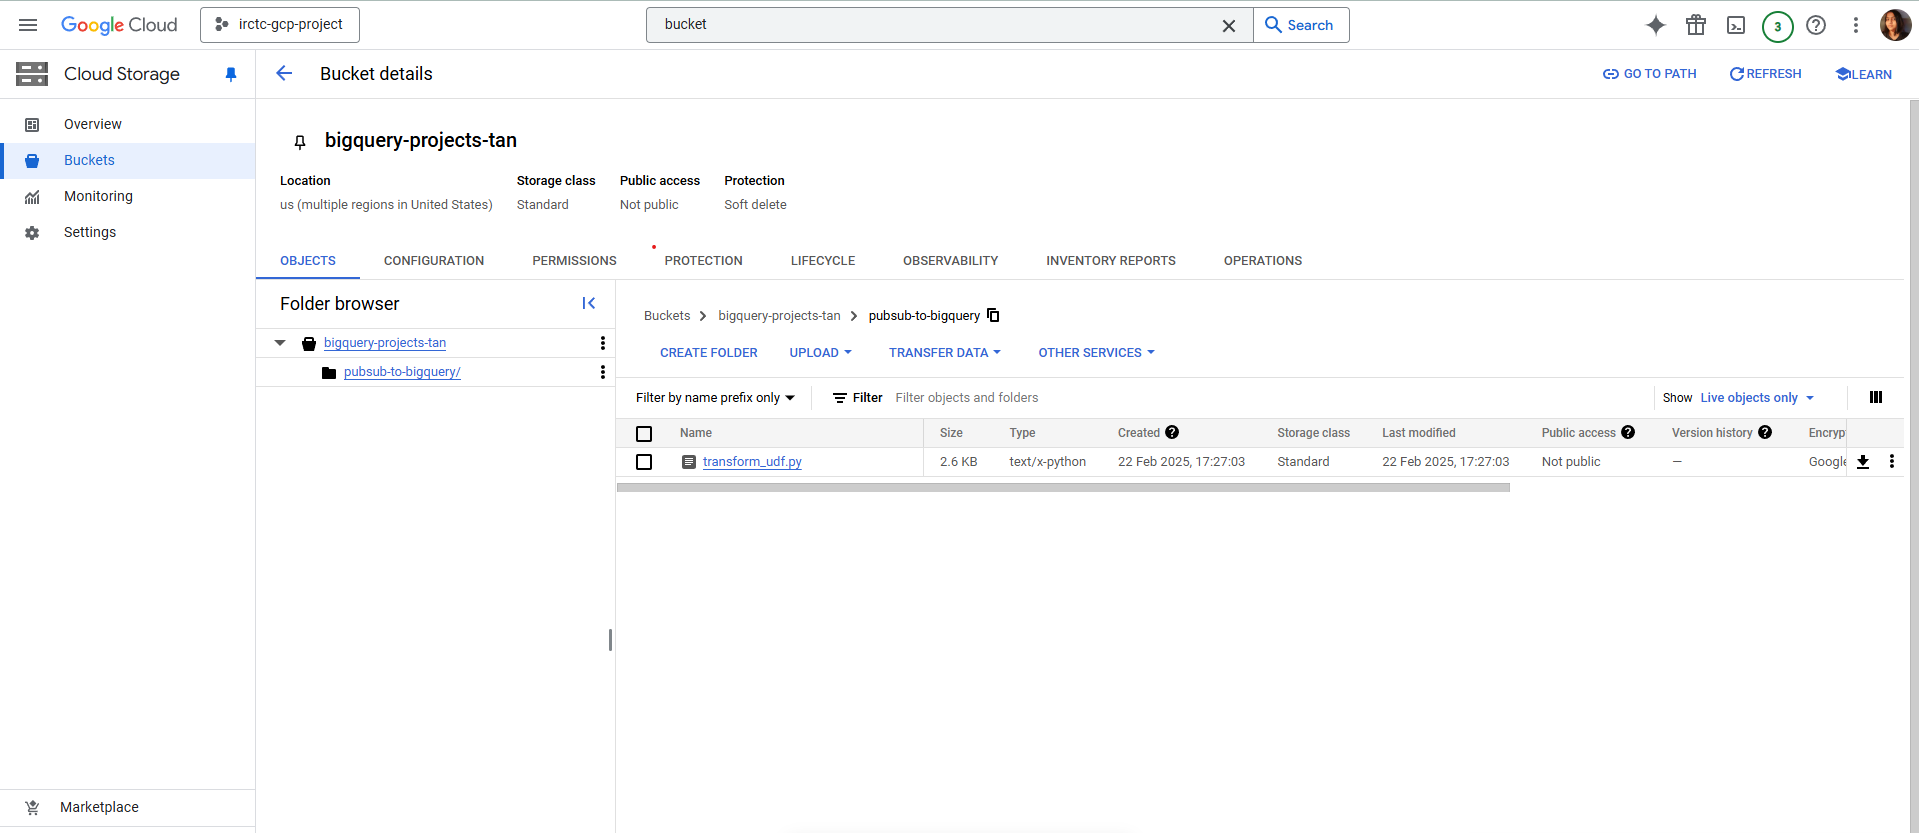 Google Cloud
irctc-gcp-project
bucket
Search
3
Cloud Storage
Bucket details
GO TO PATH
REFRESH
LEARN
Overview
Buckets
Monitoring
Settings
Marketplace
bigquery-projects-tan
Location Storage class Public access Protection
us (multiple regions in United States) Standard Not public Soft delete
OBJECTS CONFIGURATION PERMISSIONS PROTECTION LIFECYCLE OBSERVABILITY INVENTORY REPORTS OPERATIONS
Folder browser
bigquery-projects-tan
pubsub-to-bigquery/
Buckets bigquery-projects-tan pubsub-to-bigquery
CREATE FOLDER UPLOAD TRANSFER DATA OTHER SERVICES
Filter by name prefix only Filter Filter objects and folders Show Live objects only
Name Size Type Created Storage class Last modified Public access Version history Encryp
transform_udf.py 2.6 KB text/x-python 22 Feb 2025, 17:27:03 Standard 22 Feb 2025, 17:27:03 Not public — Google